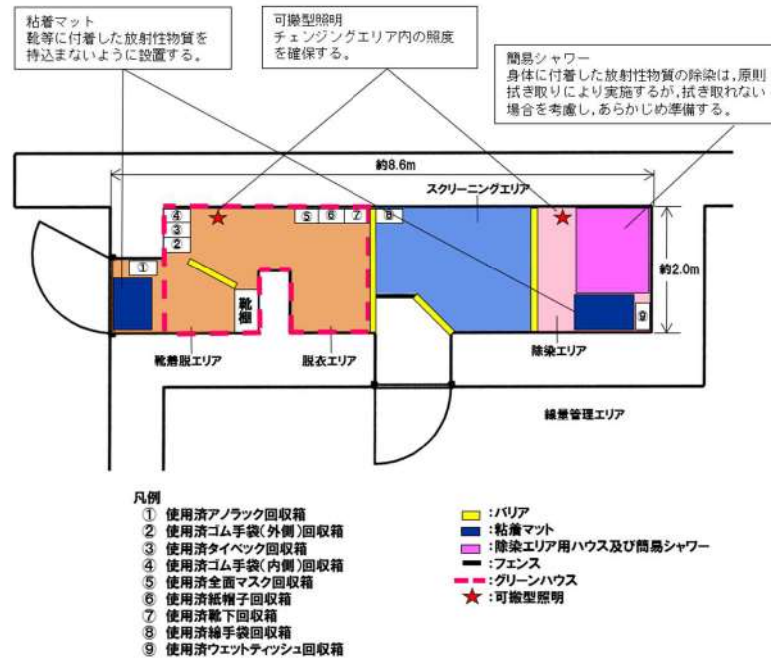 粘着マット
靴等に付着した放射性物質を
持込まないように設置する。
可搬型照明
チェンジングエリア内の照度
を確保する。
簡易シャワー
身体に付着した放射性物質の除染は,原則
拭き取りにより実施するが,拭き取れない
場合を考慮し,あらかじめ準備する。
約8.6m
スクリーニングエリア
④
③
②
⑤ ⑥ ⑦ ⑧
①
靴棚
⑨
約2.0m
靴着脱エリア
脱衣エリア
除染エリア
線量管理エリア
凡例
① 使用済アノラック回収箱
② 使用済ゴム手袋(外側)回収箱
③ 使用済タイベック回収箱
④ 使用済ゴム手袋(内側)回収箱
⑤ 使用済全面マスク回収箱
⑥ 使用済紙帽子回収箱
⑦ 使用済靴下回収箱
⑧ 使用済綿手袋回収箱
⑨ 使用済ウェットティッシュ回収箱
:バリア
:粘着マット
:除染エリア用ハウス及び簡易シャワー
:フェンス
:グリーンハウス
:可搬型照明